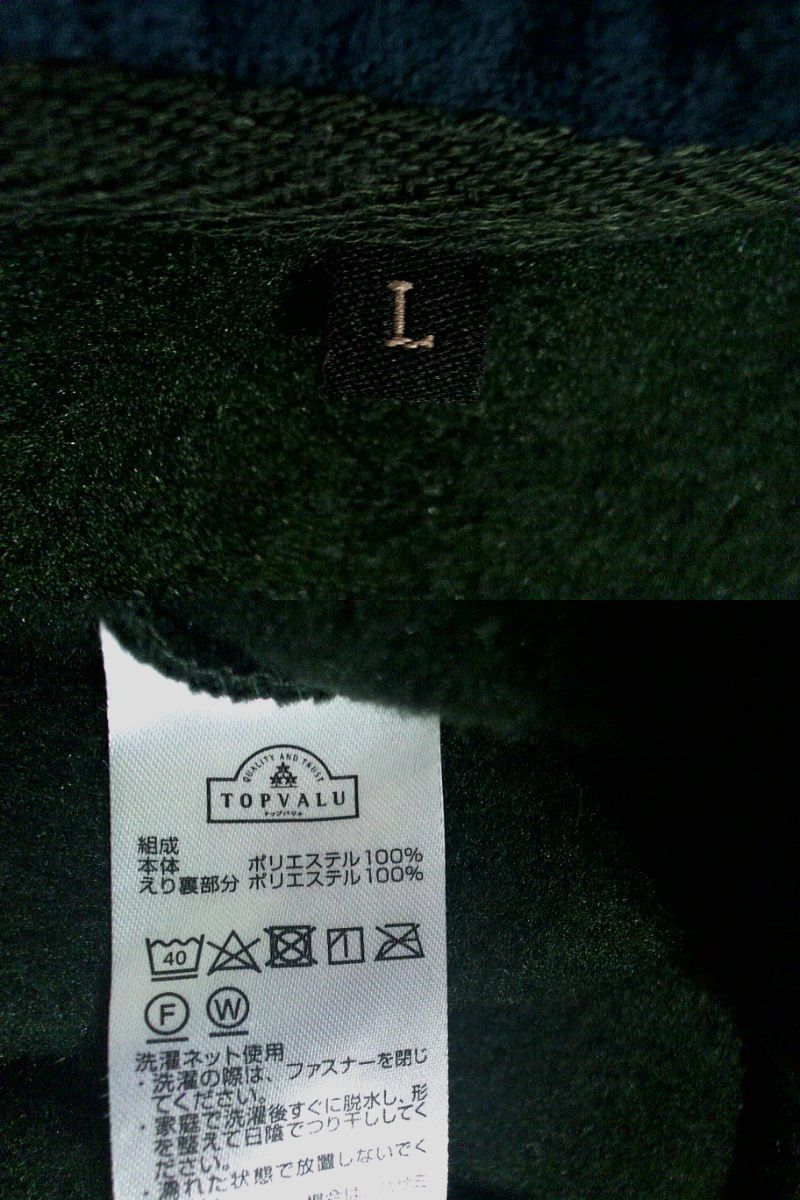 L
QUALITY AND TRUST
TOPVALU
トップバリュ
組成
本体 ポリエステル100%
えり裏部分 ポリエステル100%
40
F W
洗濯ネット使用
・洗濯の際は、ファスナーを閉じ
てください。
・家庭で洗濯後すぐに脱水し、形
を整えて日陰でつり干ししてく
ださい。
・濡れた状態で放置しないでく